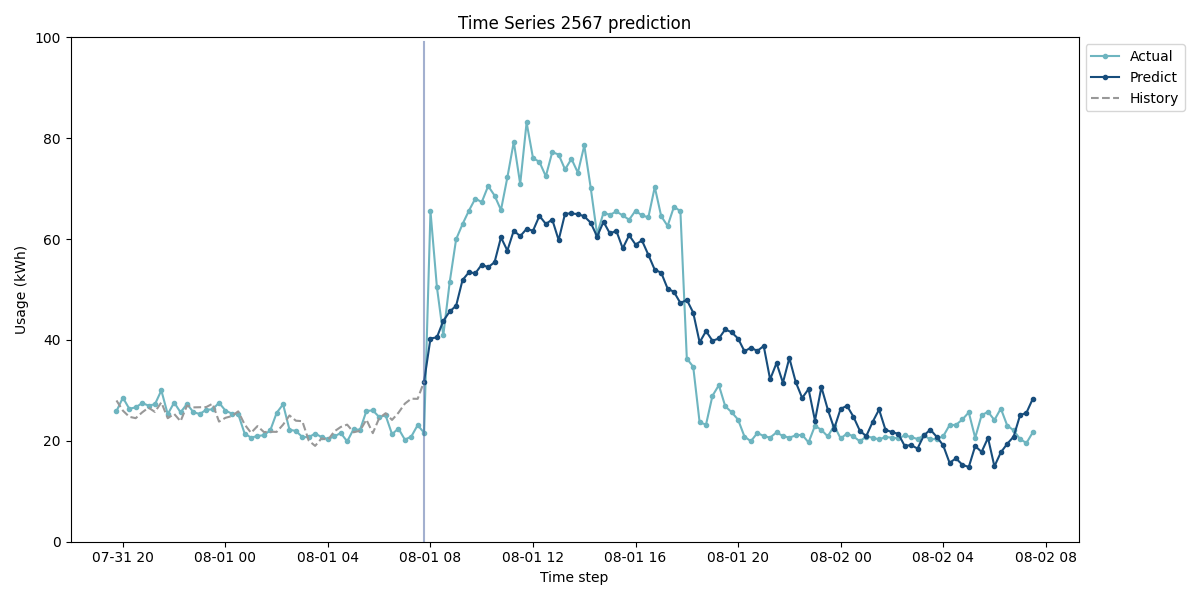 Time Series 2567 prediction
Usage (kWh)
100
80
60
40
20
0
07-31 20
08-01 00
08-01 04
08-01 08
08-01 12
08-01 16
08-01 20
08-02 00
08-02 04
08-02 08
Time step
Actual
Predict
History